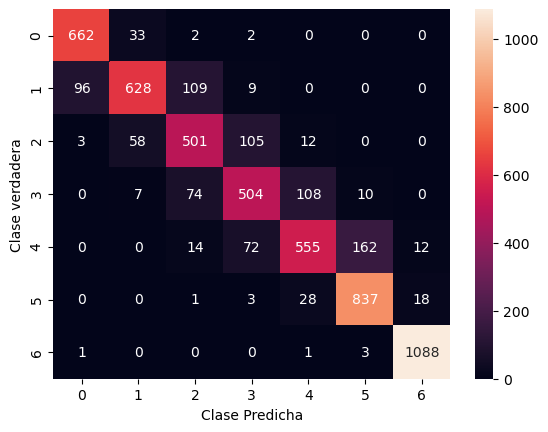 0 662 33 2 2 0 0 0
1 96 628 109 9 0 0 0
2 3 58 501 105 12 0 0
3 0 7 74 504 108 10 0
4 0 0 14 72 555 162 12
5 0 0 1 3 28 837 18
6 1 0 0 0 1 3 1088
0 1 2 3 4 5 6
Clase verdadera
Clase Predicha
1000
800
600
400
200
0